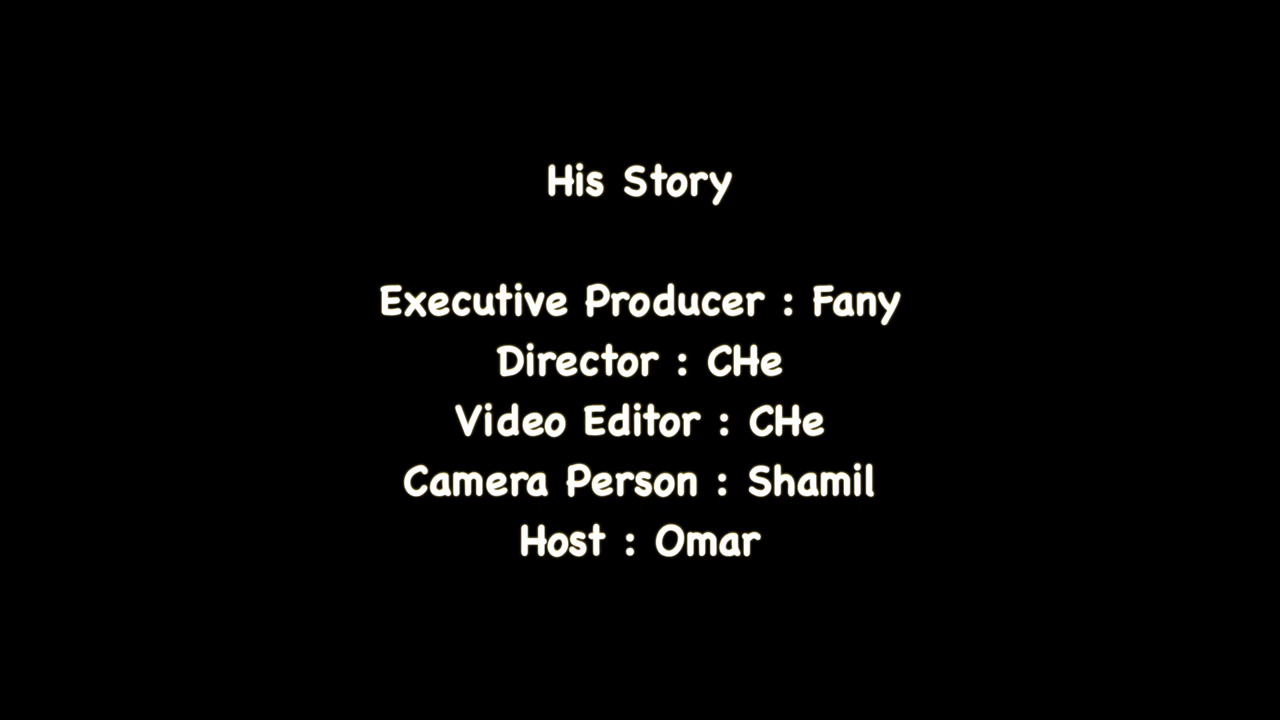 His Story
Executive Producer : Fany
Director : CHe
Video Editor : CHe
Camera Person : Shamil
Host : Omar